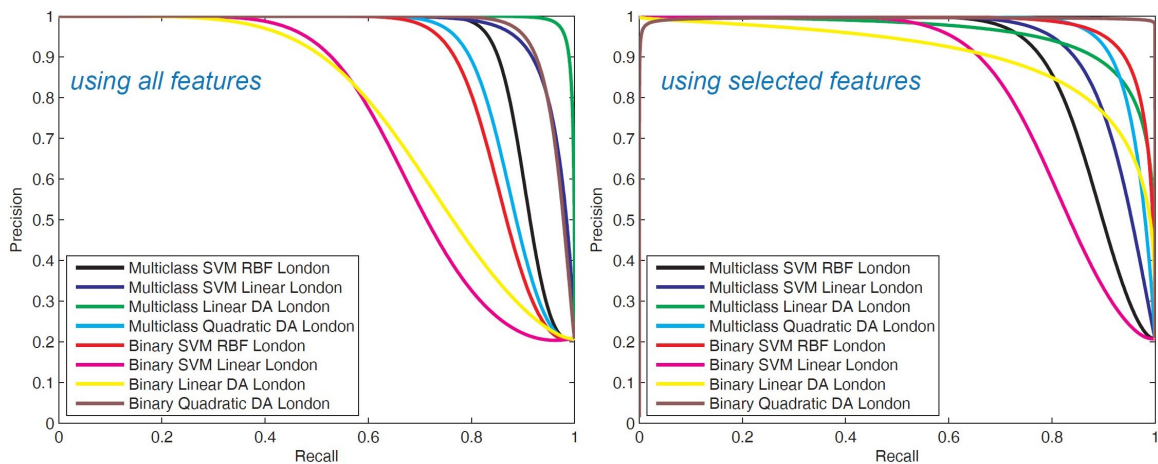 using all features
Precision
1
0.9
0.8
0.7
0.6
0.5
0.4
0.3
0.2
0.1
0
Multiclass SVM RBF London
Multiclass SVM Linear London
Multiclass Linear DA London
Multiclass Quadratic DA London
Binary SVM RBF London
Binary SVM Linear London
Binary Linear DA London
Binary Quadratic DA London
0 0.2 0.4 0.6 0.8 1
Recall
using selected features
Precision
1
0.9
0.8
0.7
0.6
0.5
0.4
0.3
0.2
0.1
0
Multiclass SVM RBF London
Multiclass SVM Linear London
Multiclass Linear DA London
Multiclass Quadratic DA London
Binary SVM RBF London
Binary SVM Linear London
Binary Linear DA London
Binary Quadratic DA London
0 0.2 0.4 0.6 0.8 1
Recall